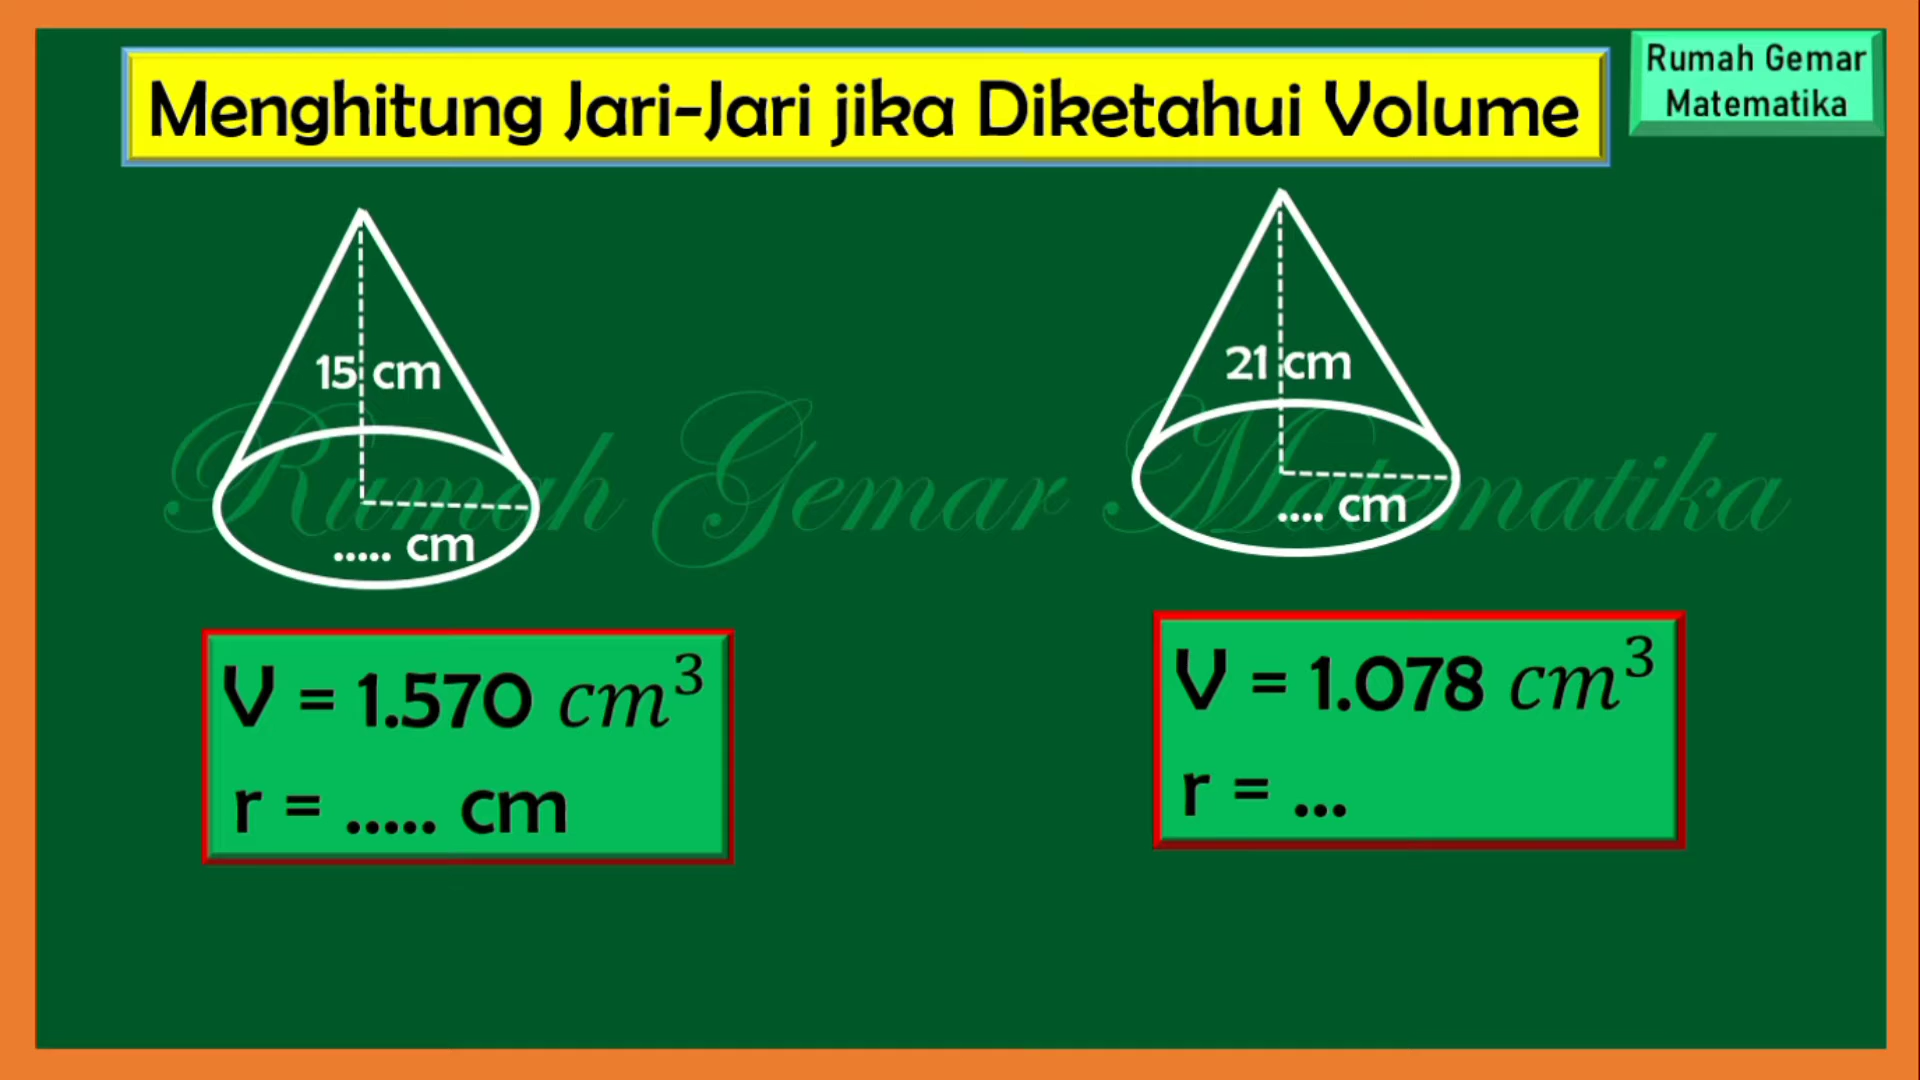 Menghitung Jari-Jari jika Diketahui Volume
Rumah Gemar
Matematika
15 cm
..... cm
21 cm
.... cm
Rumah Gemar Matematika
V = 1.570 cm³
r = ..... cm
V = 1.078 cm³
r = ...